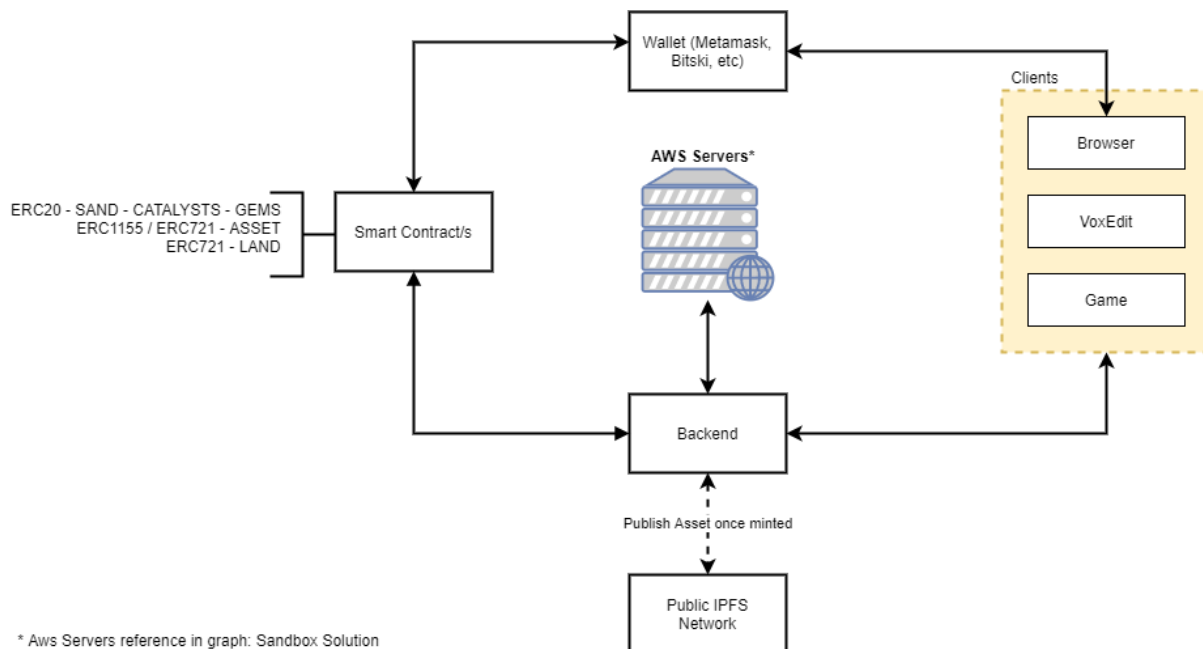 Wallet (Metamask,
Bitski, etc)
Clients
Browser
AWS Servers*
ERC20 - SAND - CATALYSTS - GEMS
ERC1155 / ERC721 - ASSET
ERC721 - LAND
Smart Contract/s
VoxEdit
Game
Backend
Publish Asset once minted
Public IPFS
Network
* Aws Servers reference in graph: Sandbox Solution